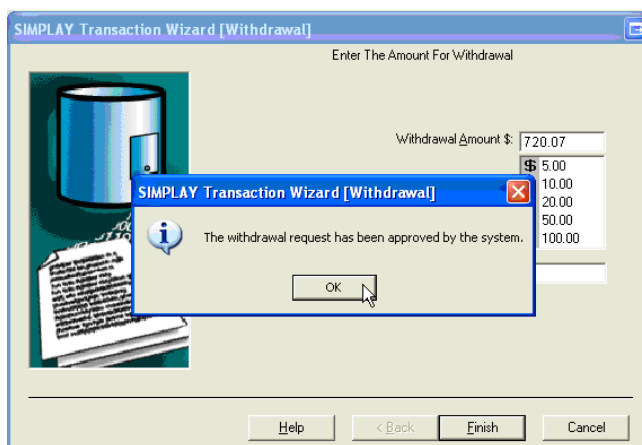 SIMPLAY Transaction Wizard [Withdrawal]
Enter The Amount For Withdrawal
Withdrawal Amount $: 720.07
$ 5.00
10.00
20.00
50.00
100.00
SIMPLAY Transaction Wizard [Withdrawal]
The withdrawal request has been approved by the system.
OK
Help < Back Finish Cancel